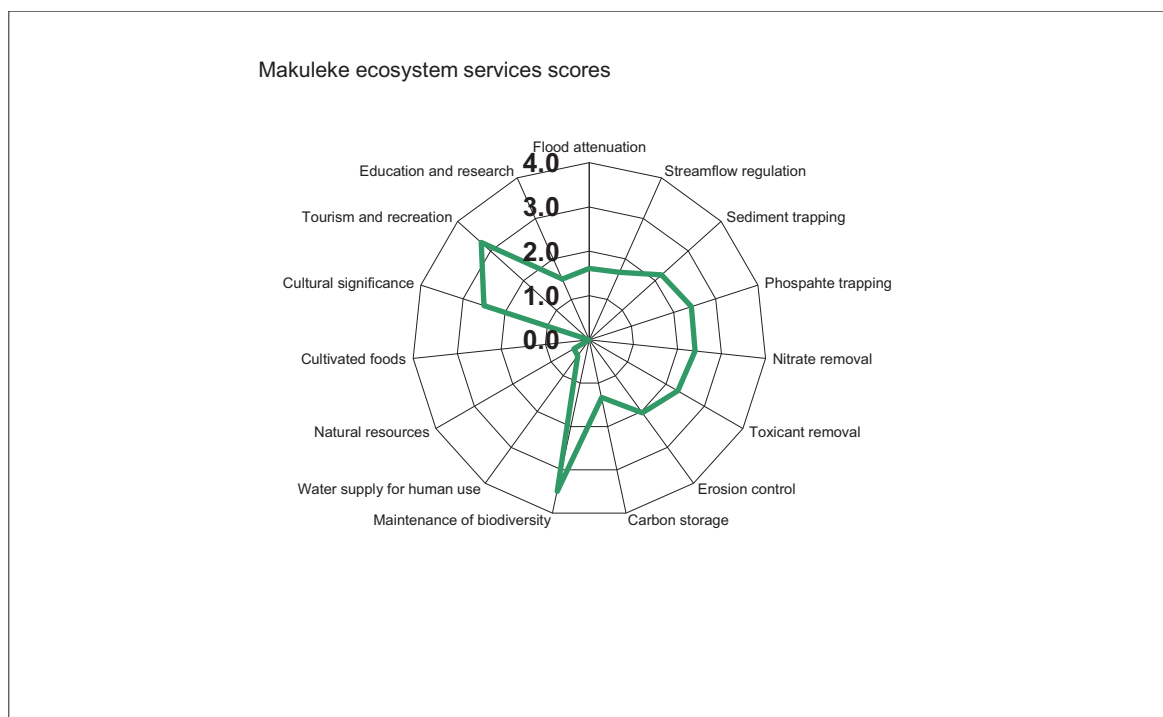 Makuleke ecosystem services scores
Flood attenuation
4.0
Education and research
Streamflow regulation
3.0
Tourism and recreation
Sediment trapping
2.0
Cultural significance
Phospahte trapping
1.0
0.0
Cultivated foods
Nitrate removal
Natural resources
Toxicant removal
Water supply for human use
Erosion control
Maintenance of biodiversity
Carbon storage